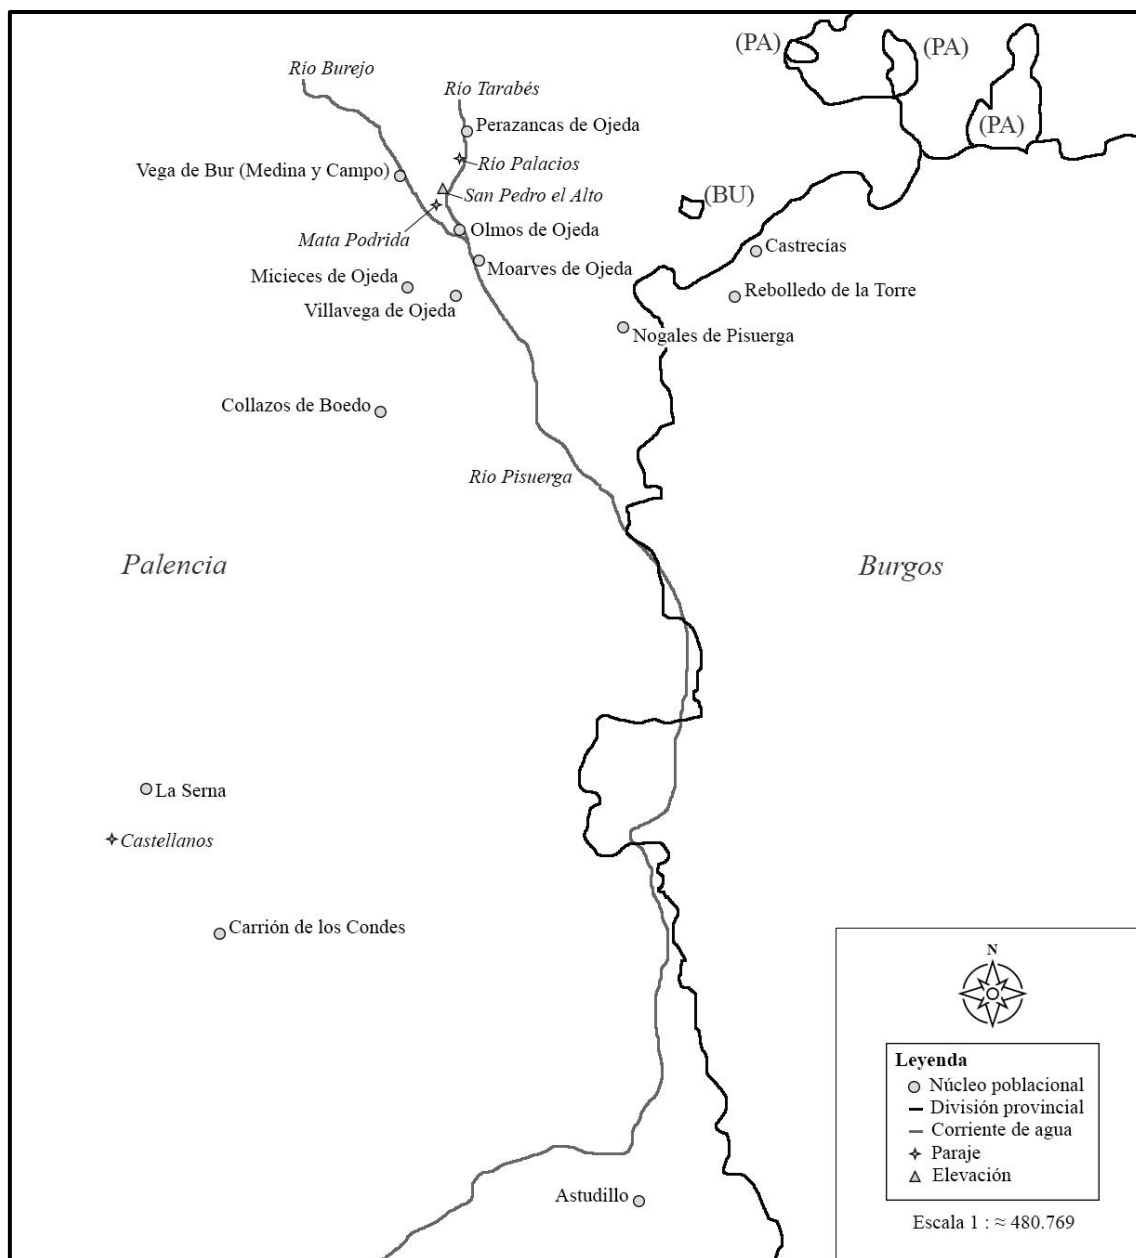 (PA)
(PA)
Río Burejo
Río Tarabés
Perazancas de Ojeda
(PA)
Río Palacios
Vega de Bur (Medina y Campo)
San Pedro el Alto
(BU)
Mata Podrida
Olmos de Ojeda
Castrecías
Moarves de Ojeda
Micieces de Ojeda
Rebolledo de la Torre
Villavega de Ojeda
Nogales de Pisuerga
Collazos de Boedo
Río Pisuerga
Palencia
Burgos
La Serna
Castellanos
Carrión de los Condes
Astudillo
N
Leyenda
Núcleo poblacional
División provincial
Corriente de agua
Paraje
Elevación
Escala 1 : ≈ 480.769